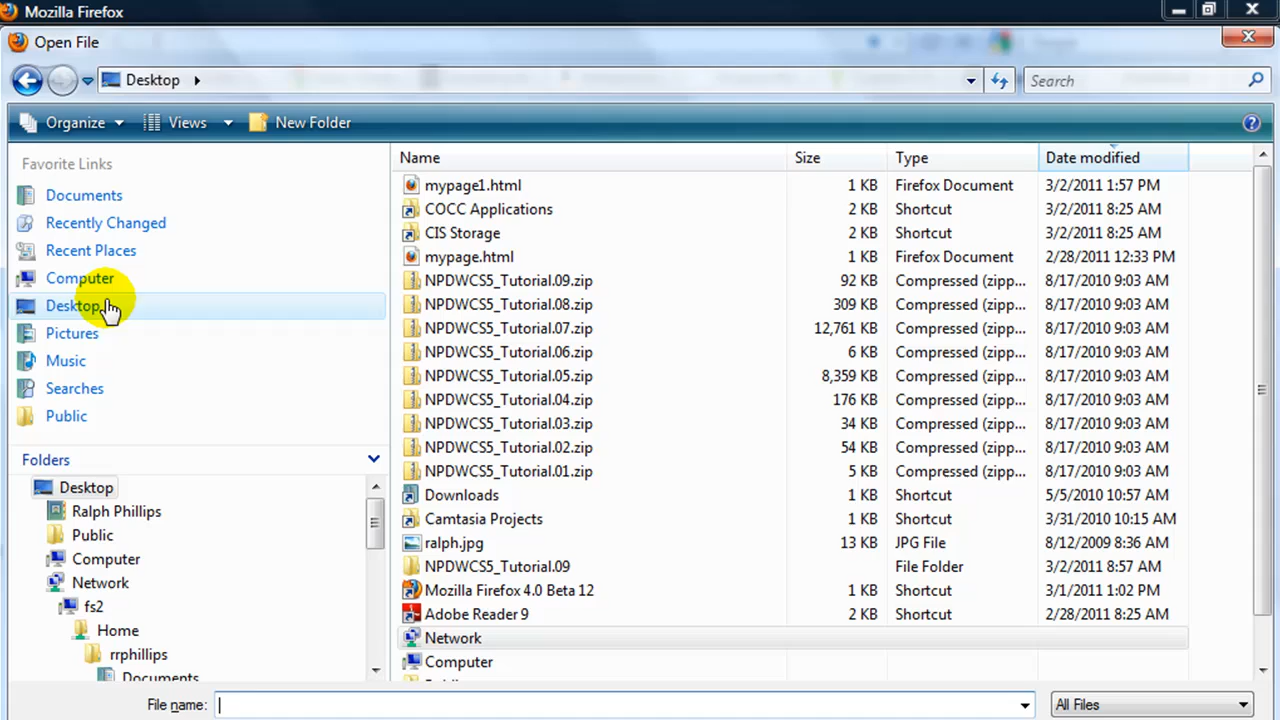 Mozilla Firefox
Open File
Desktop
Search
Organize Views New Folder
Favorite Links
Documents
Recently Changed
Recent Places
Computer
Desktop
Pictures
Music
Searches
Public
Folders
Desktop
Ralph Phillips
Public
Computer
Network
fs2
Home
rrphillips
Documents
Name Size Type Date modified
mypage1.html 1 KB Firefox Document 3/2/2011 1:57 PM
COCC Applications 2 KB Shortcut 3/2/2011 8:25 AM
CIS Storage 2 KB Shortcut 3/2/2011 8:25 AM
mypage.html 1 KB Firefox Document 2/28/2011 12:33 PM
NPDWCS5_Tutorial.09.zip 92 KB Compressed (zipp... 8/17/2010 9:03 AM
NPDWCS5_Tutorial.08.zip 309 KB Compressed (zipp... 8/17/2010 9:03 AM
NPDWCS5_Tutorial.07.zip 12,761 KB Compressed (zipp... 8/17/2010 9:03 AM
NPDWCS5_Tutorial.06.zip 6 KB Compressed (zipp... 8/17/2010 9:03 AM
NPDWCS5_Tutorial.05.zip 8,359 KB Compressed (zipp... 8/17/2010 9:03 AM
NPDWCS5_Tutorial.04.zip 176 KB Compressed (zipp... 8/17/2010 9:03 AM
NPDWCS5_Tutorial.03.zip 34 KB Compressed (zipp... 8/17/2010 9:03 AM
NPDWCS5_Tutorial.02.zip 54 KB Compressed (zipp... 8/17/2010 9:03 AM
NPDWCS5_Tutorial.01.zip 5 KB Compressed (zipp... 8/17/2010 9:03 AM
Downloads 1 KB Shortcut 5/5/2010 10:57 AM
Camtasia Projects 1 KB Shortcut 3/31/2010 10:15 AM
ralph.jpg 13 KB JPG File 8/12/2009 8:36 AM
NPDWCS5_Tutorial.09 File Folder 3/2/2011 8:57 AM
Mozilla Firefox 4.0 Beta 12 1 KB Shortcut 3/1/2011 1:02 PM
Adobe Reader 9 2 KB Shortcut 2/28/2011 8:25 AM
Network
Computer
File name: All Files